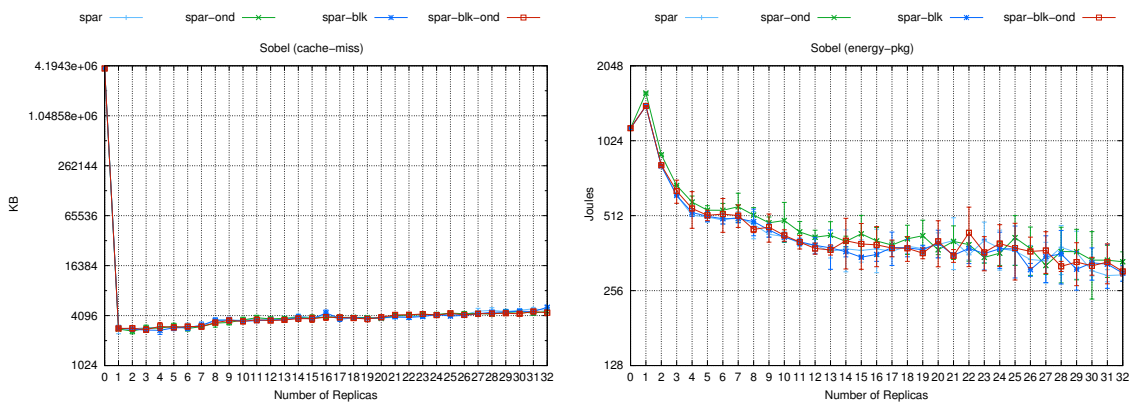 spar spar-ond spar-blk spar-blk-ond
Sobel (cache-miss)
4.1943e+06
1.04858e+06
262144
65536
16384
4096
1024
KB
0 1 2 3 4 5 6 7 8 9 10 11 12 13 14 15 16 17 18 19 20 21 22 23 24 25 26 27 28 29 30 31 32
Number of Replicas
spar spar-ond spar-blk spar-blk-ond
Sobel (energy-pkg)
2048
1024
512
256
128
Joules
0 1 2 3 4 5 6 7 8 9 10 11 12 13 14 15 16 17 18 19 20 21 22 23 24 25 26 27 28 29 30 31 32
Number of Replicas